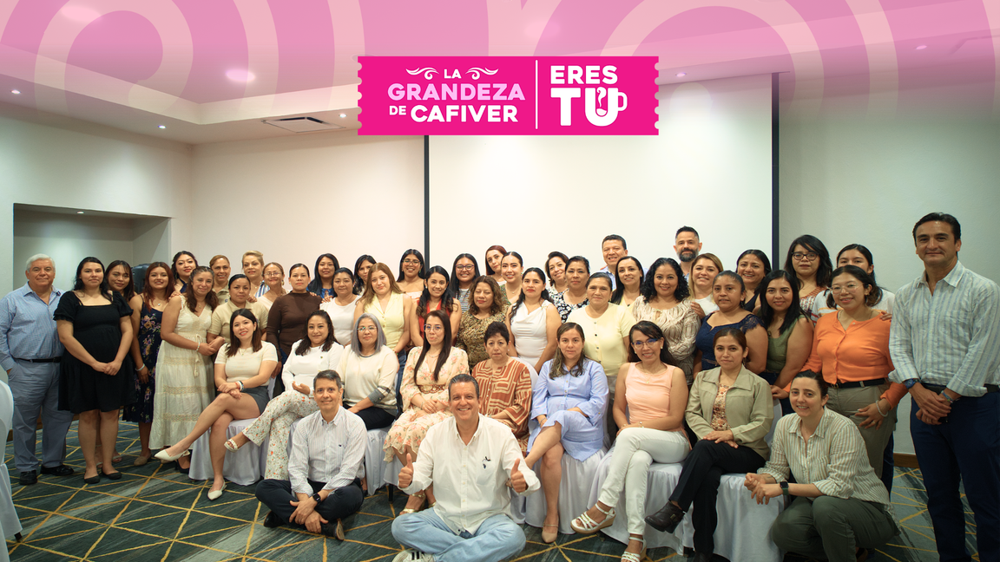 LA
GRANDEZA
DE CAFIVER
ERES
TU